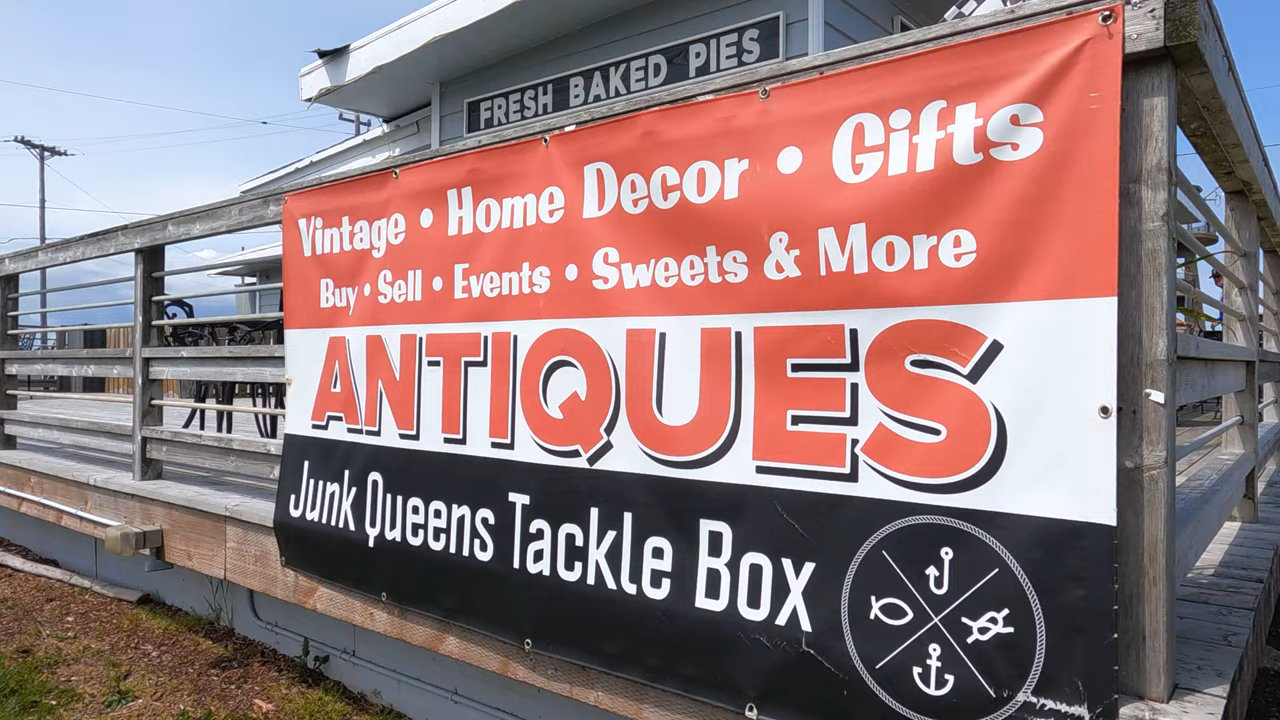 FRESH BAKED PIES
Vintage • Home Decor • Gifts
Buy • Sell • Events • Sweets & More
ANTIQUES
Junk Queens Tackle Box